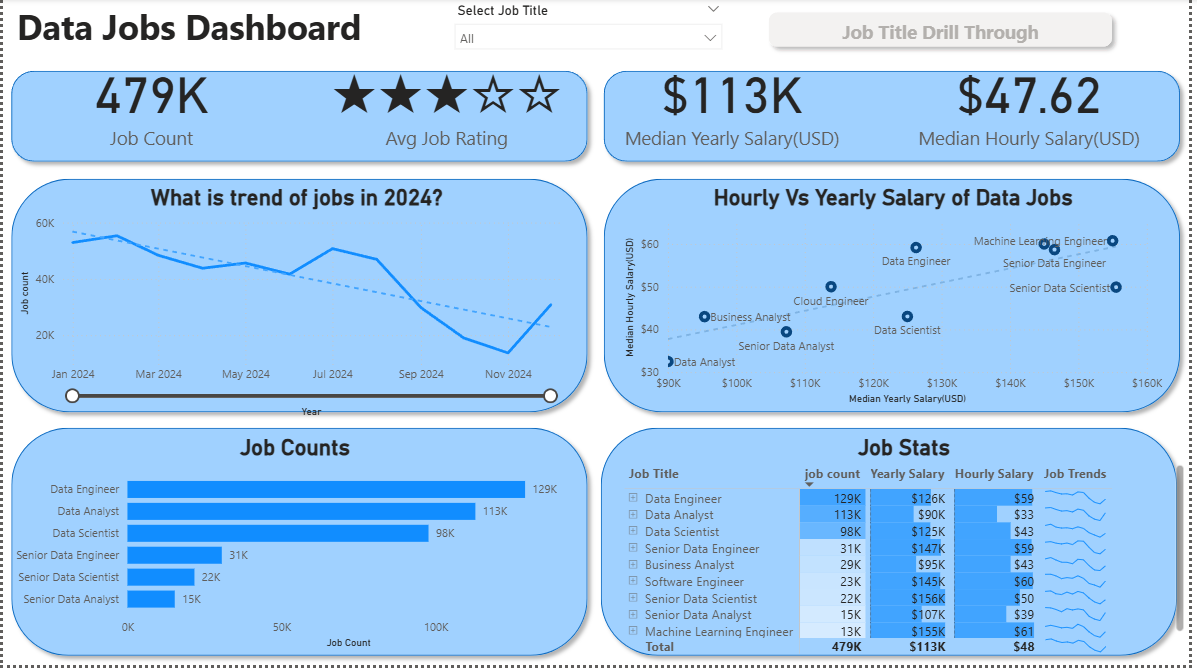 Data Jobs Dashboard
Select Job Title
All
Job Title Drill Through
479K
Job Count
Avg Job Rating
$113K
Median Yearly Salary(USD)
$47.62
Median Hourly Salary(USD)
What is trend of jobs in 2024?
Job count
60K
40K
20K
Jan 2024 Mar 2024 May 2024 Jul 2024 Sep 2024 Nov 2024
Year
Hourly Vs Yearly Salary of Data Jobs
Median Hourly Salary(USD)
$60
$50
$40
$30
Machine Learning Engineer
Data Engineer
Senior Data Engineer
Senior Data Scientist
Cloud Engineer
Business Analyst
Data Scientist
Senior Data Analyst
Data Analyst
$90K $100K $110K $120K $130K $140K $150K $160K
Median Yearly Salary(USD)
Job Counts
Data Engineer 129K
Data Analyst 113K
Data Scientist 98K
Senior Data Engineer 31K
Senior Data Scientist 22K
Senior Data Analyst 15K
0K 50K 100K
Job Count
Job Stats
Job Title job count Yearly Salary Hourly Salary Job Trends
Data Engineer 129K $126K $59
Data Analyst 113K $90K $33
Data Scientist 98K $125K $43
Senior Data Engineer 31K $147K $59
Business Analyst 29K $95K $43
Software Engineer 23K $145K $60
Senior Data Scientist 22K $156K $50
Senior Data Analyst 15K $107K $39
Machine Learning Engineer 13K $155K $61
Total 479K $113K $48